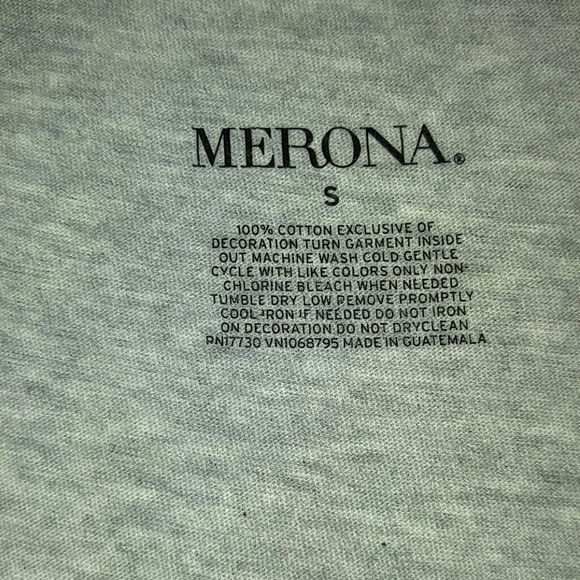 MERONA®
S
100% COTTON EXCLUSIVE OF
DECORATION TURN GARMENT INSIDE
OUT MACHINE WASH COLD GENTLE
CYCLE WITH LIKE COLORS ONLY NON-
CHLORINE BLEACH WHEN NEEDED
TUMBLE DRY LOW REMOVE PROMPTLY
COOL IRON IF NEEDED DO NOT IRON
ON DECORATION DO NOT DRYCLEAN
RN17730 VN1068795 MADE IN GUATEMALA